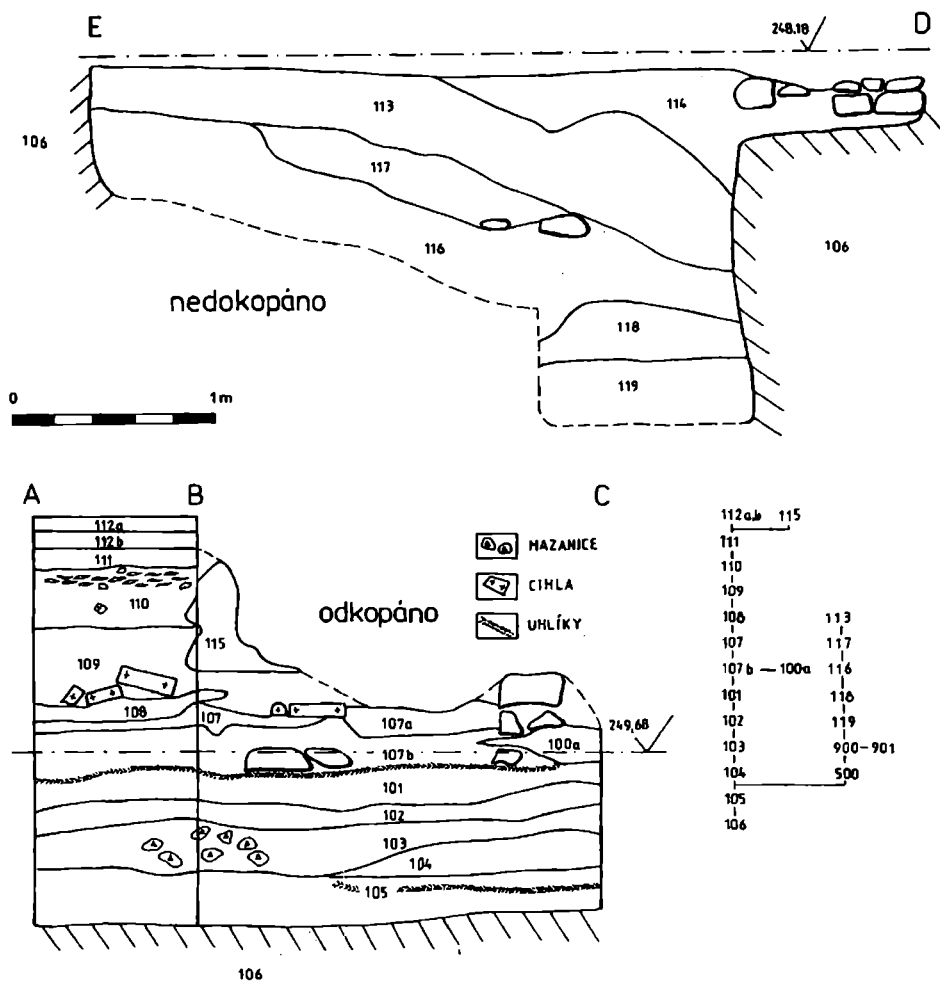 E
D
248.18
113
114
106
117
116
106
nedokopáno
118
119
0 1m
A B C
112a
112b
111
110
115
109
108
107
107a
107b
100a
249,68
101
102
103
104
105
106
odkopáno
MAZANICE
CIHLA
UHLÍKY
112a,b 115
111
110
109
108 113
107 117
107b — 100a 116
101 118
102 119
103 900-901
104 500
105
106